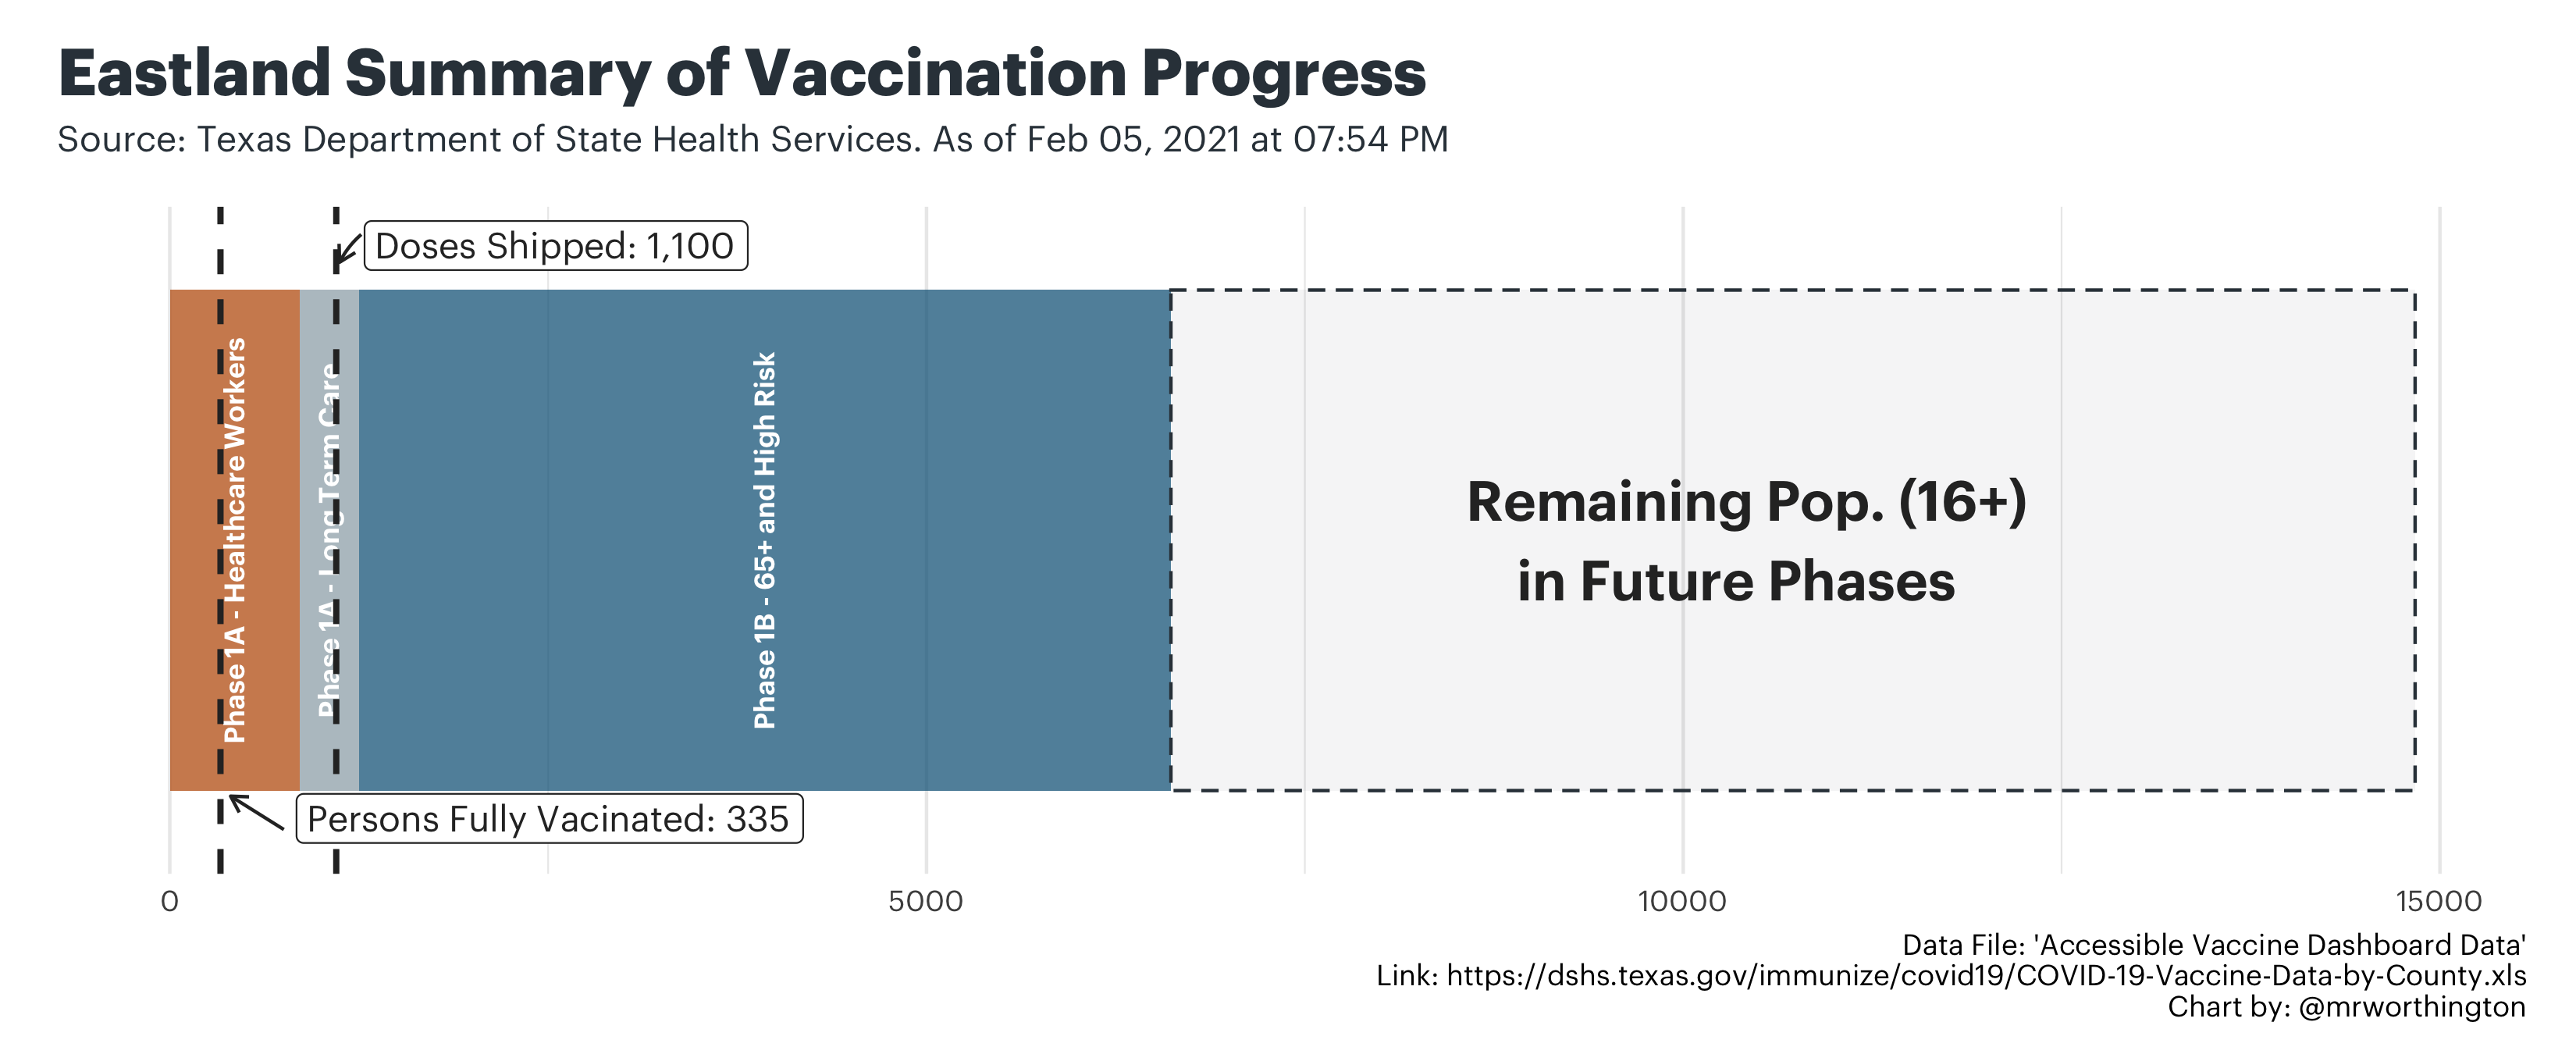 Eastland Summary of Vaccination Progress
Source: Texas Department of State Health Services. As of Feb 05, 2021 at 07:54 PM
Doses Shipped: 1,100
Phase 1A - Healthcare Workers
Phase 1A - Long Term Care
Phase 1B - 65+ and High Risk
Remaining Pop. (16+)
in Future Phases
Persons Fully Vacinated: 335
0
5000
10000
15000
Data File: 'Accessible Vaccine Dashboard Data'
Link: https://dshs.texas.gov/immunize/covid19/COVID-19-Vaccine-Data-by-County.xls
Chart by: @mrworthington